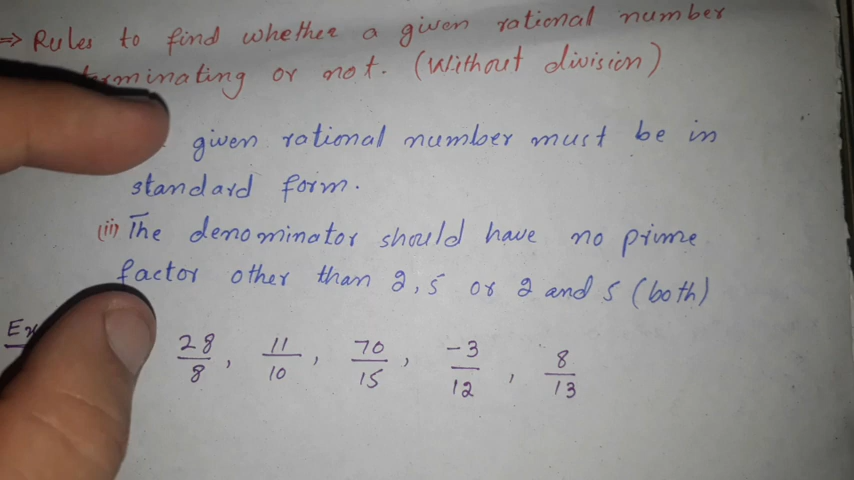 ⇒ Rules to find whether a given rational number
terminating or not. (Without division)
given rational number must be in
standard form.
(ii) The denominator should have no prime
factor other than 2, 5 or 2 and 5 (both)
28/8, 11/10, 70/15, -3/12, 8/13